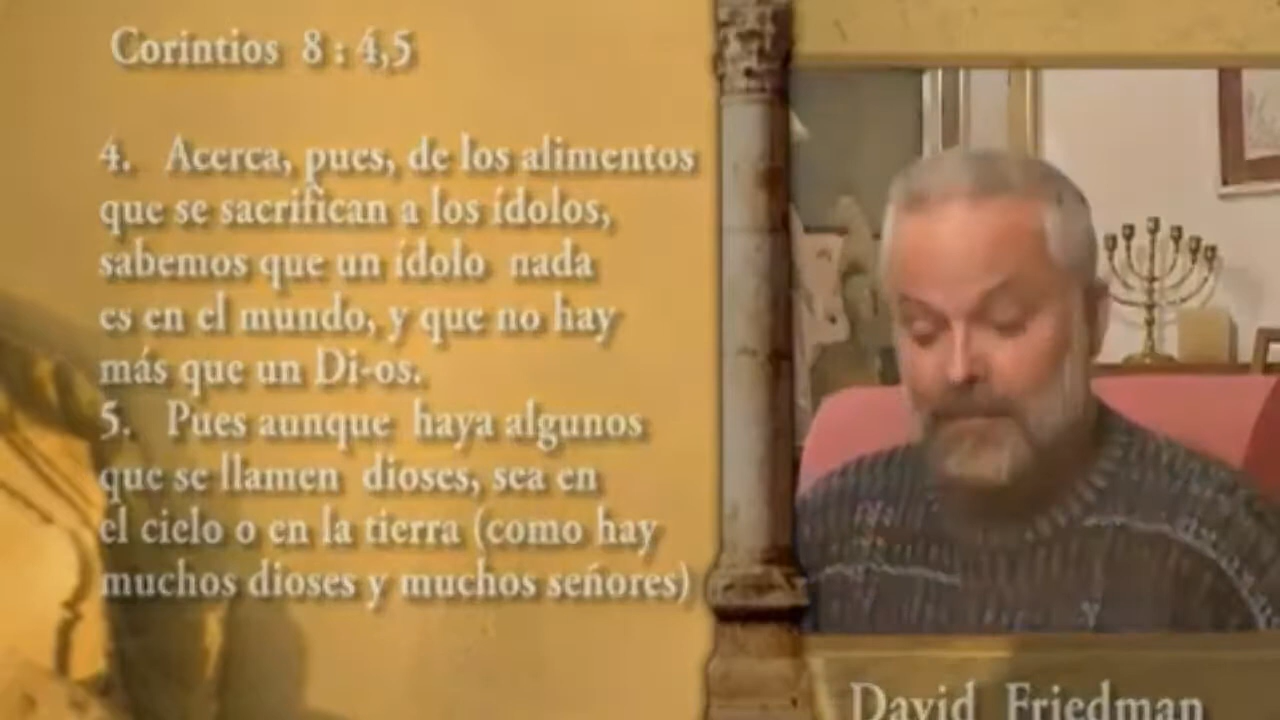 Corintios 8 : 4,5
4. Acerca, pues, de los alimentos
que se sacrifican a los ídolos,
sabemos que un ídolo nada
es en el mundo, y que no hay
más que un Di-os.
5. Pues aunque haya algunos
que se llamen dioses, sea en
el cielo o en la tierra (como hay
muchos dioses y muchos señores)
David Friedman